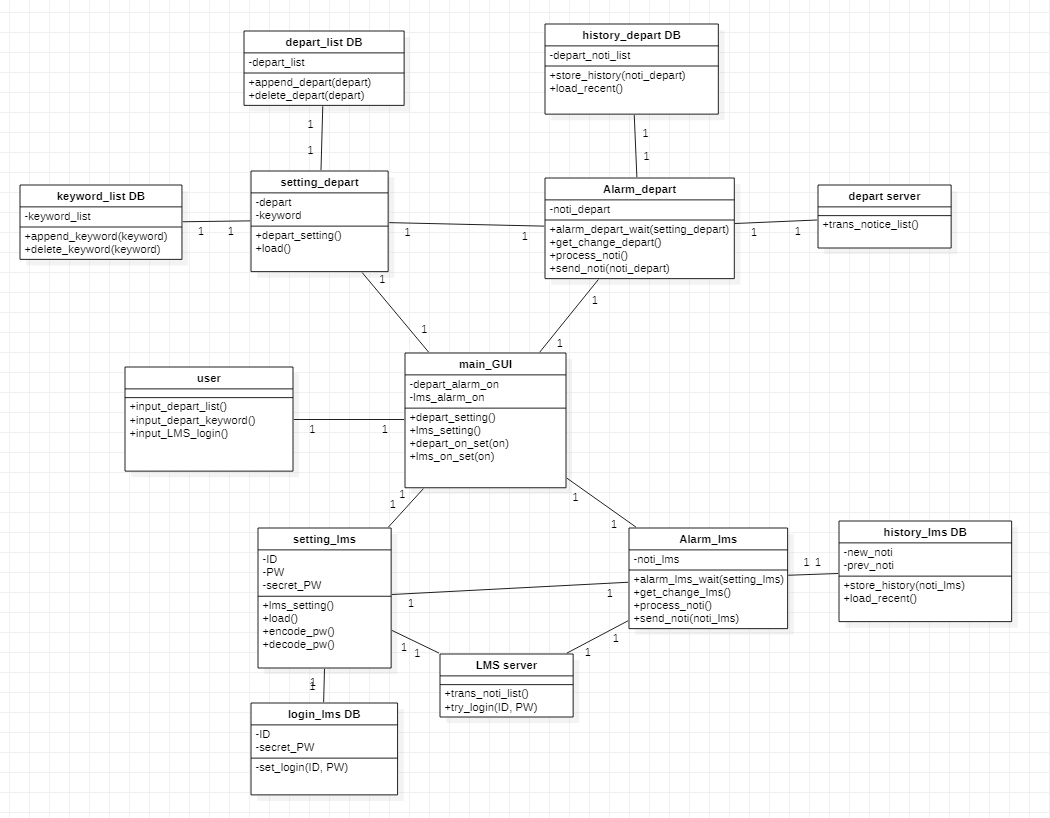 depart_list DB
-depart_list
+append_depart(depart)
+delete_depart(depart)
history_depart DB
-depart_noti_list
+store_history(noti_depart)
+load_recent()
1
1
1
1
keyword_list DB
-keyword_list
+append_keyword(keyword)
+delete_keyword(keyword)
1
1
setting_depart
-depart
-keyword
+depart_setting()
+load()
1
1
Alarm_depart
-noti_depart
+alarm_depart_wait(setting_depart)
+get_change_depart()
+process_noti()
+send_noti(noti_depart)
1
1
depart server
+trans_notice_list()
1
1
1
1
user
+input_depart_list()
+input_depart_keyword()
+input_LMS_login()
1
1
main_GUI
-depart_alarm_on
-lms_alarm_on
+depart_setting()
+lms_setting()
+depart_on_set(on)
+lms_on_set(on)
1
1
1
1
setting_lms
-ID
-PW
-secret_PW
+lms_setting()
+load()
+encode_pw()
+decode_pw()
1
1
Alarm_lms
-noti_lms
+alarm_lms_wait(setting_lms)
+get_change_lms()
+process_noti()
+send_noti(noti_lms)
1
1
history_lms DB
-new_noti
-prev_noti
+store_history(noti_lms)
+load_recent()
1
1
1
1
LMS server
+trans_noti_list()
+try_login(ID, PW)
1
1
login_lms DB
-ID
-secret_PW
-set_login(ID, PW)